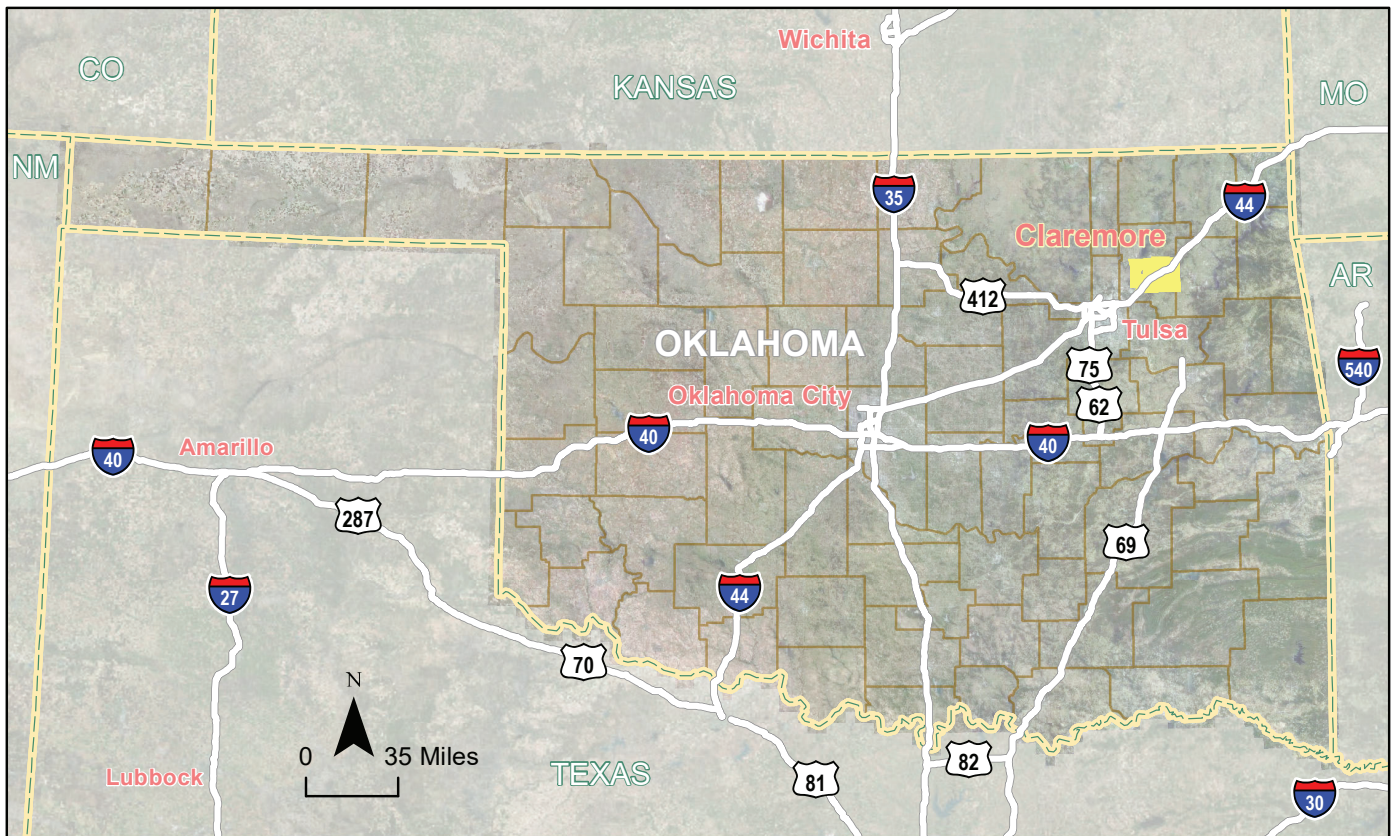 Wichita
CO
KANSAS
MO
NM
35
44
Claremore
AR
412
OKLAHOMA
Tulsa
75
540
Oklahoma City
62
40
40
Amarillo
40
287
69
27
44
70
N
0 35 Miles
Lubbock
TEXAS
81
82
30